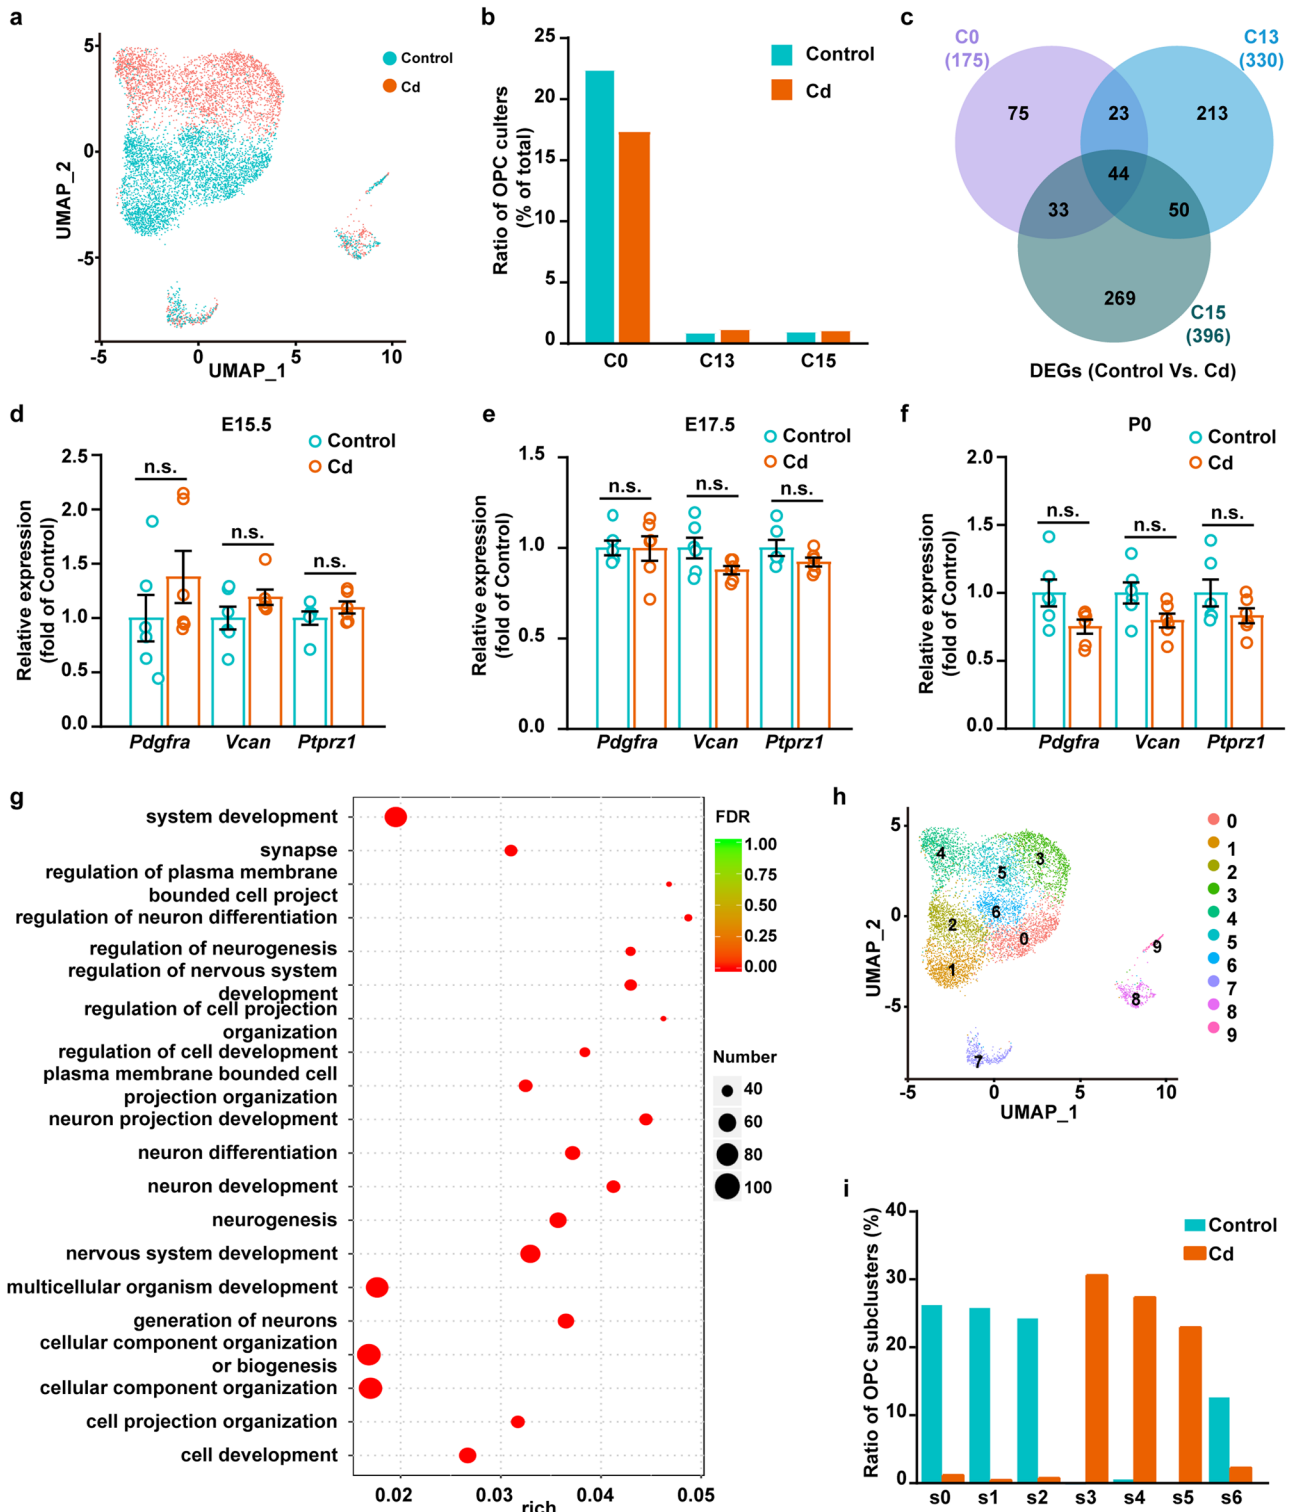 a
5
0
-5
UMAP_2
-5
0
5
10
UMAP_1
Control
Cd
b
25
20
15
10
5
0
Ratio of OPC culters
(% of total)
C0
C13
C15
Control
Cd
c
C0
(175)
C13
(330)
75
23
213
44
33
50
269
C15
(396)
DEGs (Control Vs. Cd)
d
E15.5
Control
Cd
2.5
2.0
1.5
1.0
0.5
0.0
Relative expression
(fold of Control)
n.s.
n.s.
n.s.
Pdgfra
Vcan
Ptprz1
e
E17.5
Control
Cd
1.5
1.0
0.5
0.0
Relative expression
(fold of Control)
n.s.
n.s.
n.s.
Pdgfra
Vcan
Ptprz1
f
P0
Control
Cd
2.0
1.5
1.0
0.5
0.0
Relative expression
(fold of Control)
n.s.
n.s.
n.s.
Pdgfra
Vcan
Ptprz1
g
system development
synapse
regulation of plasma membrane
bounded cell project
regulation of neuron differentiation
regulation of neurogenesis
regulation of nervous system
development
regulation of cell projection
organization
regulation of cell development
plasma membrane bounded cell
projection organization
neuron projection development
neuron differentiation
neuron development
neurogenesis
nervous system development
multicellular organism development
generation of neurons
cellular component organization
or biogenesis
cellular component organization
cell projection organization
cell development
0.02
0.03
0.04
0.05
rich
FDR
1.00
0.75
0.50
0.25
0.00
Number
40
60
80
100
h
5
0
-5
UMAP_2
-5
0
5
10
UMAP_1
4
5
3
2
6
0
1
9
8
7
0
1
2
3
4
5
6
7
8
9
i
40
30
20
10
0
Ratio of OPC subclusters (%)
Control
Cd
s0
s1
s2
s3
s4
s5
s6